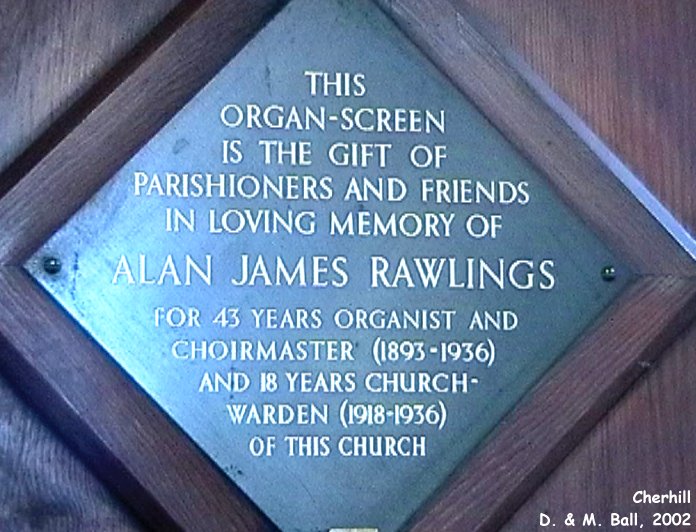 THIS
ORGAN-SCREEN
IS THE GIFT OF
PARISHIONERS AND FRIENDS
IN LOVING MEMORY OF
ALAN JAMES RAWLINGS
FOR 43 YEARS ORGANIST AND
CHOIRMASTER (1893-1936)
AND 18 YEARS CHURCH-
WARDEN (1918-1936)
OF THIS CHURCH
Cherhill
D. & M. Ball, 2002